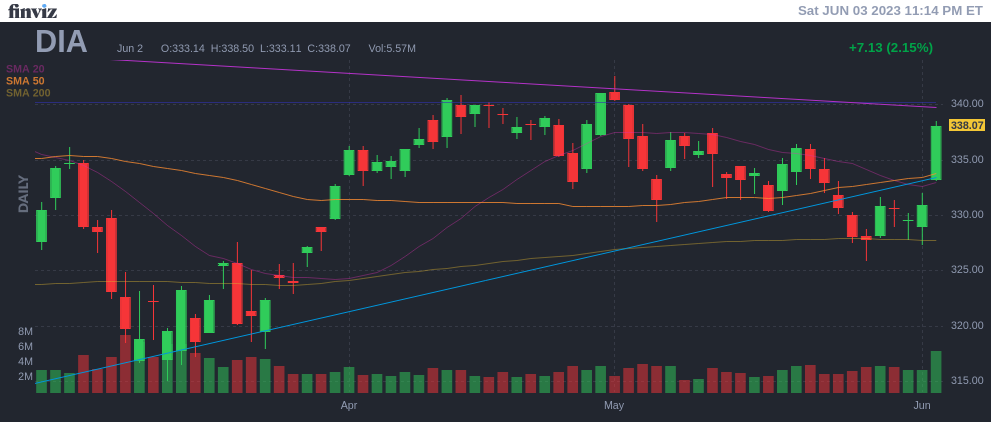 finviz
Sat JUN 03 2023 11:14 PM ET
DIA
Jun 2 O:333.14 H:338.50 L:333.11 C:338.07 Vol:5.57M
+7.13 (2.15%)
SMA 20
SMA 50
SMA 200
DAILY
340.00
338.07
335.00
330.00
325.00
320.00
315.00
8M
6M
4M
2M
Apr May Jun